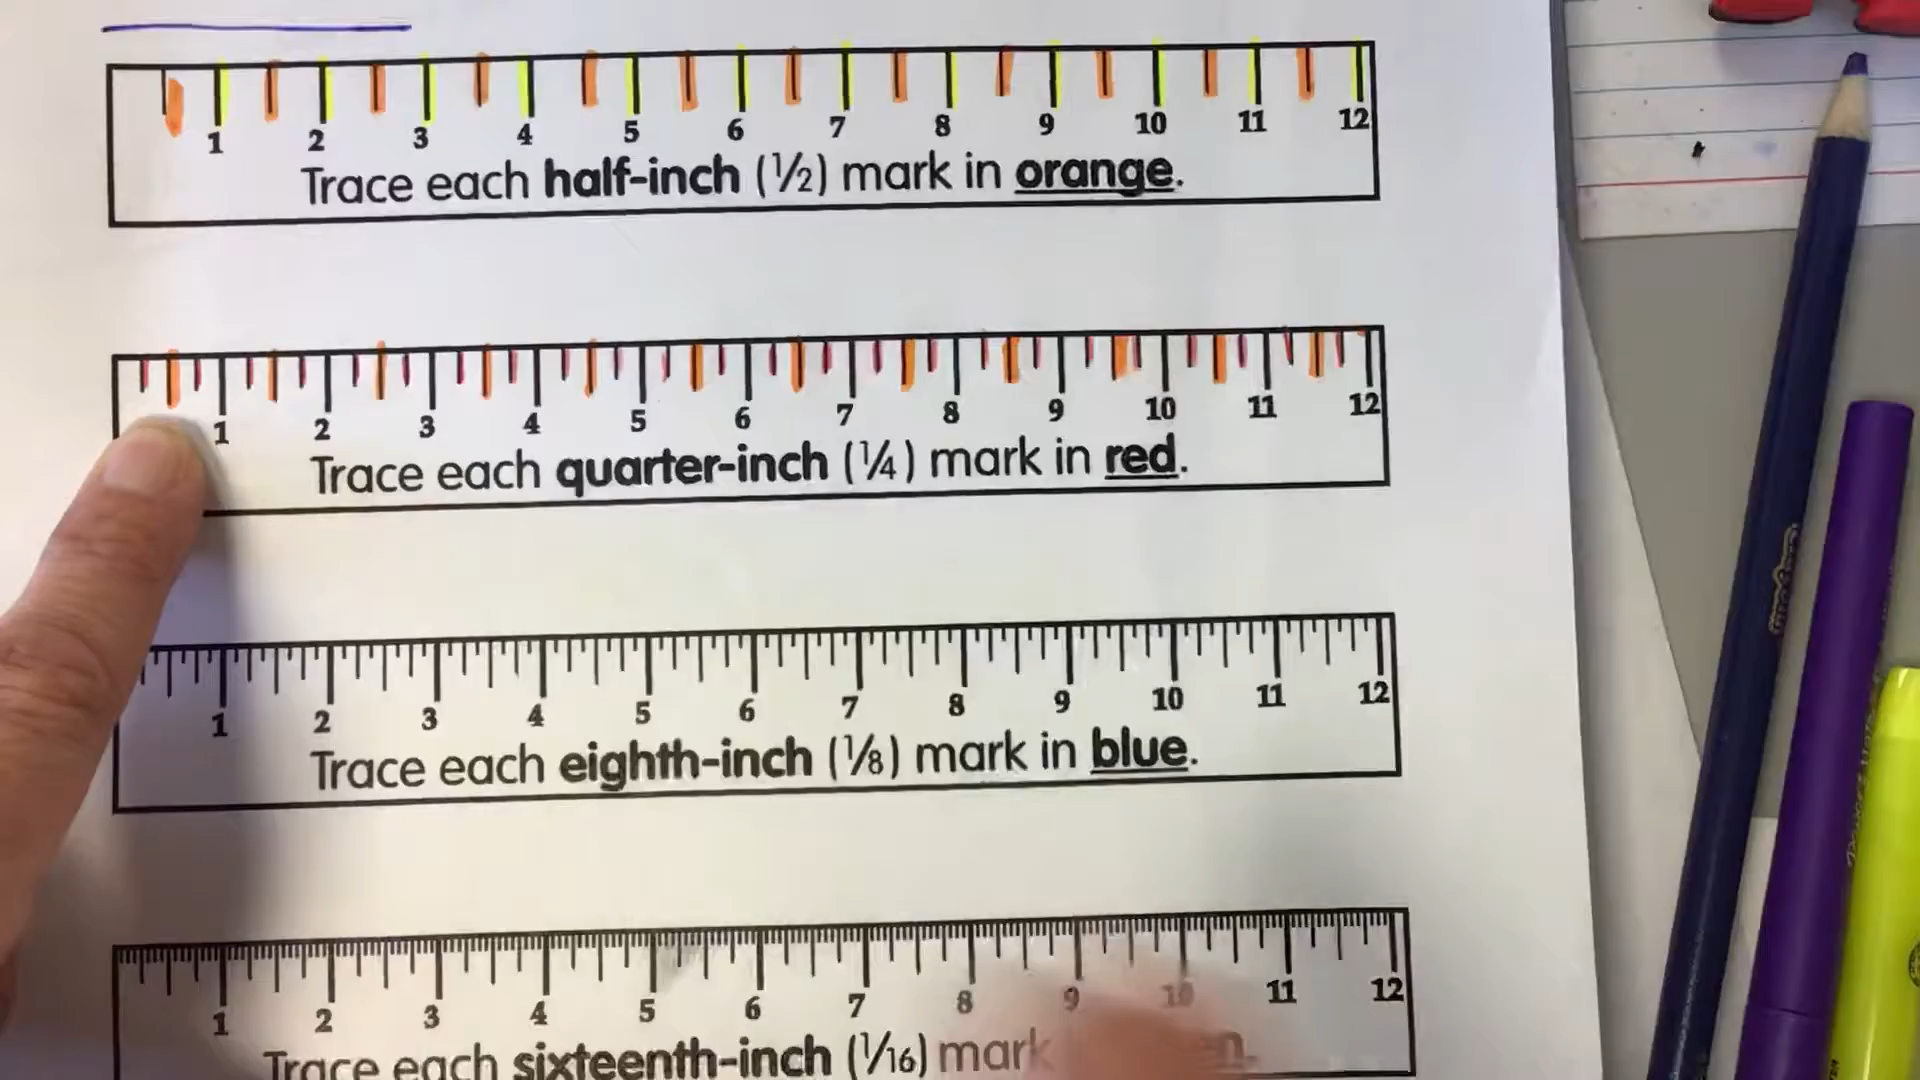 1 2 3 4 5 6 7 8 9 10 11 12
Trace each half-inch (½) mark in orange.
1 2 3 4 5 6 7 8 9 10 11 12
Trace each quarter-inch (¼) mark in red.
1 2 3 4 5 6 7 8 9 10 11 12
Trace each eighth-inch (⅛) mark in blue.
1 2 3 4 5 6 7 8 9 10 11 12
Trace each sixteenth-inch (1/16) mark